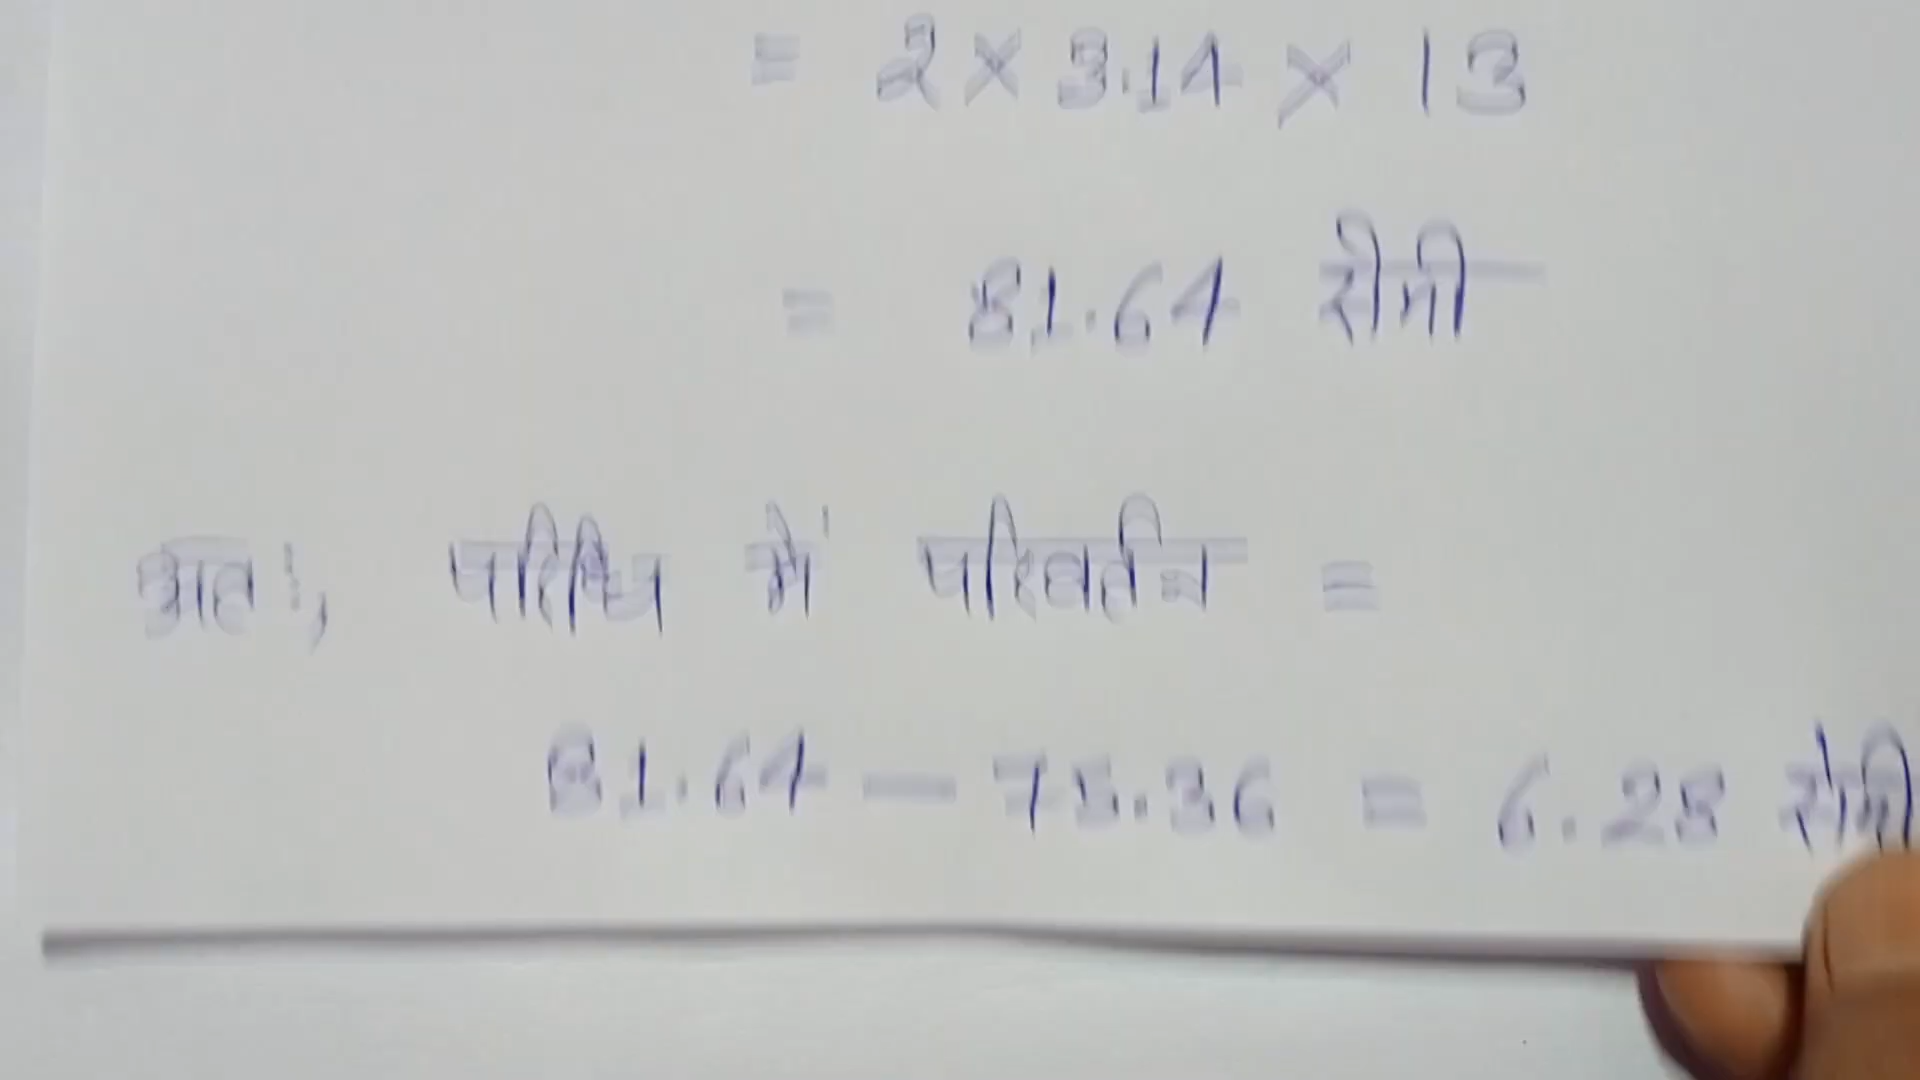 = 2 × 3.14 × 13
= 81.64 सेमी
अतः, परिधि में परिवर्तन =
81.64 — 75.36 = 6.28 सेमी